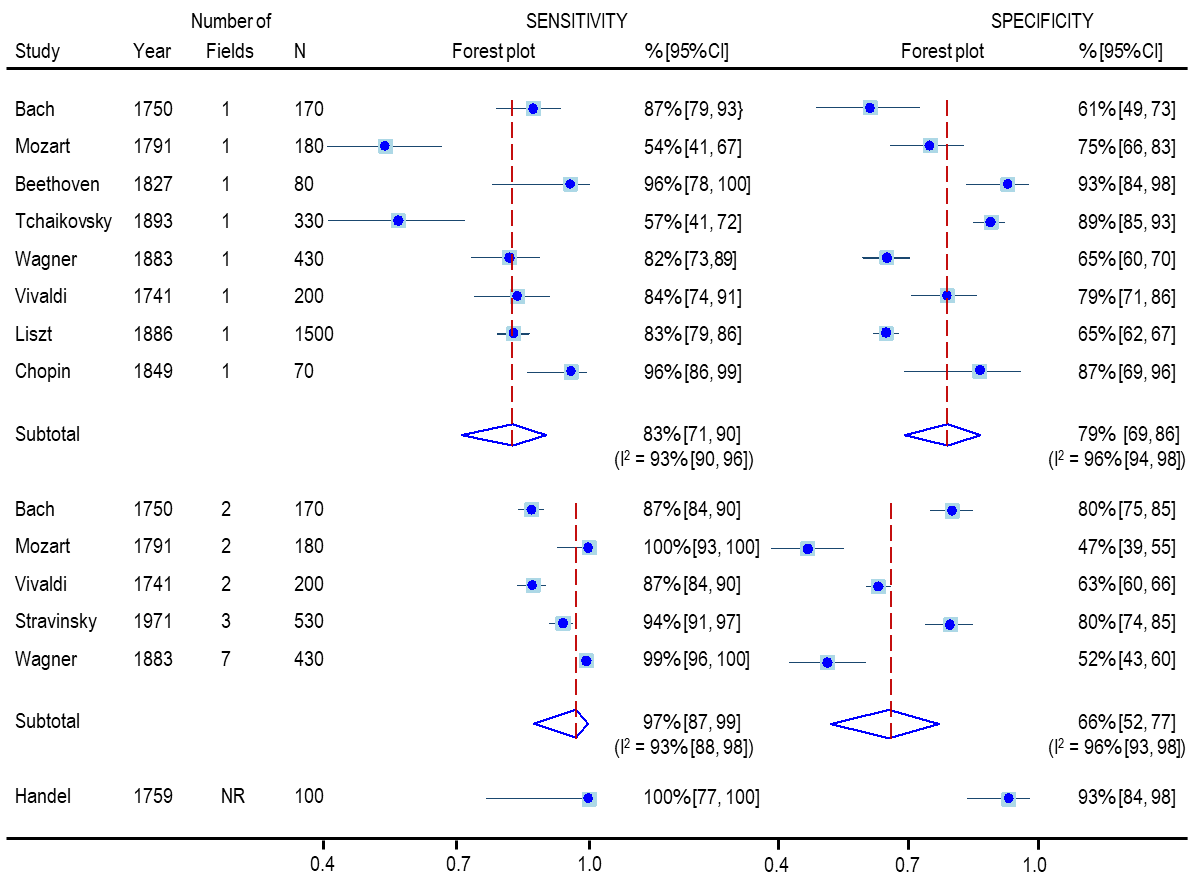 Number of SENSITIVITY SPECIFICITY
Study Year Fields N Forest plot % [95%CI] Forest plot % [95%CI]
Bach 1750 1 170 87% [79, 93} 61% [49, 73]
Mozart 1791 1 180 54% [41, 67] 75% [66, 83]
Beethoven 1827 1 80 96% [78, 100] 93% [84, 98]
Tchaikovsky 1893 1 330 57% [41, 72] 89% [85, 93]
Wagner 1883 1 430 82% [73,89] 65% [60, 70]
Vivaldi 1741 1 200 84% [74, 91] 79% [71, 86]
Liszt 1886 1 1500 83% [79, 86] 65% [62, 67]
Chopin 1849 1 70 96% [86, 99] 87% [69, 96]
Subtotal 83% [71, 90] 79% [69, 86]
(I² = 93% [90, 96]) (I² = 96% [94, 98])
Bach 1750 2 170 87% [84, 90] 80% [75, 85]
Mozart 1791 2 180 100% [93, 100] 47% [39, 55]
Vivaldi 1741 2 200 87% [84, 90] 63% [60, 66]
Stravinsky 1971 3 530 94% [91, 97] 80% [74, 85]
Wagner 1883 7 430 99% [96, 100] 52% [43, 60]
Subtotal 97% [87, 99] 66% [52, 77]
(I² = 93% [88, 98]) (I² = 96% [93, 98])
Handel 1759 NR 100 100% [77, 100] 93% [84, 98]
0.4 0.7 1.0 0.4 0.7 1.0